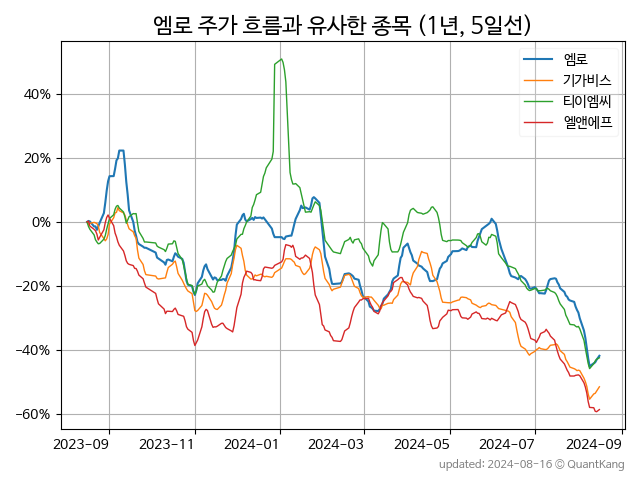 엠로 주가 흐름과 유사한 종목 (1년, 5일선)
엠로
기가비스
티이엠씨
엘앤에프
40%
20%
0%
−20%
−40%
−60%
2023-09 2023-11 2024-01 2024-03 2024-05 2024-07 2024-09
updated: 2024-08-16 © QuantKang